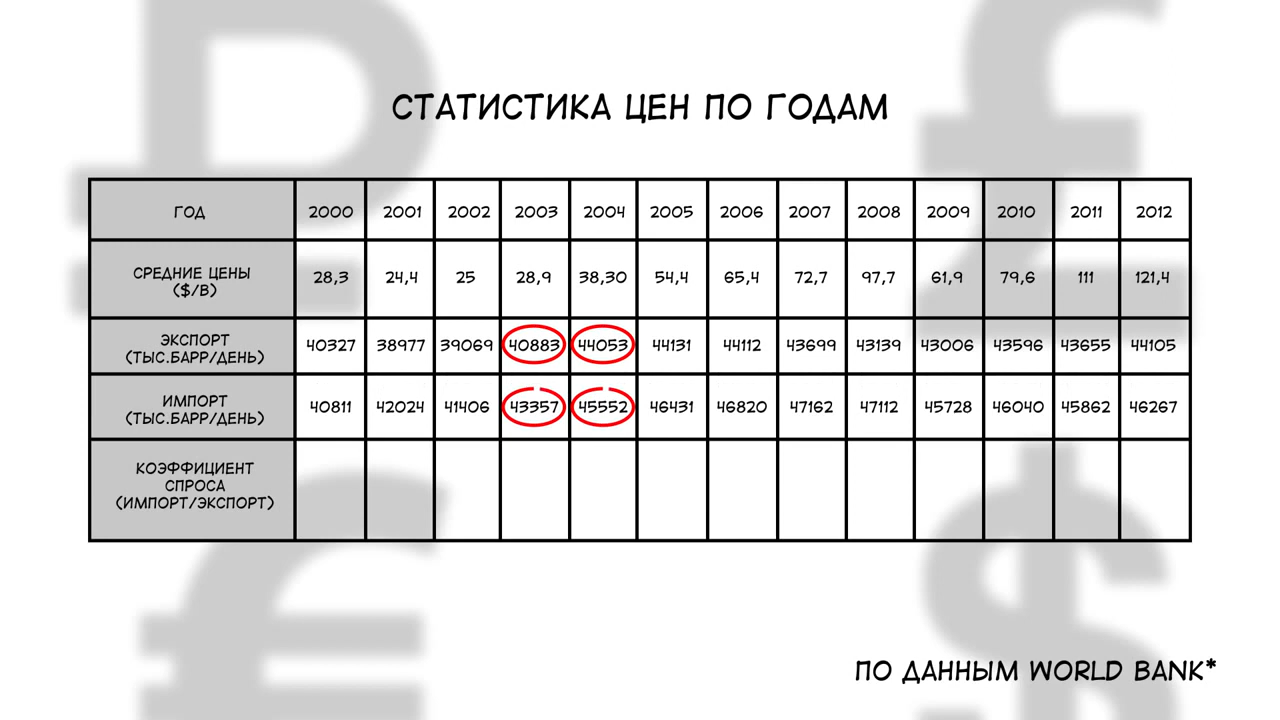 СТАТИСТИКА ЦЕН ПО ГОДАМ
ГОД 2000 2001 2002 2003 2004 2005 2006 2007 2008 2009 2010 2011 2012
СРЕДНИЕ ЦЕНЫ
($/В) 28,3 24,4 25 28,9 38,30 54,4 65,4 72,7 97,7 61,9 79,6 111 121,4
ЭКСПОРТ
(ТЫС.БАРР/ДЕНЬ) 40327 38977 39069 40883 44053 44131 44112 43699 43139 43006 43596 43655 44105
ИМПОРТ
(ТЫС.БАРР/ДЕНЬ) 40811 42024 41406 43357 45552 46431 46820 47162 47112 45728 46040 45862 46267
КОЭФФИЦИЕНТ
СПРОСА
(ИМПОРТ/ЭКСПОРТ)
ПО ДАННЫМ WORLD BANK*